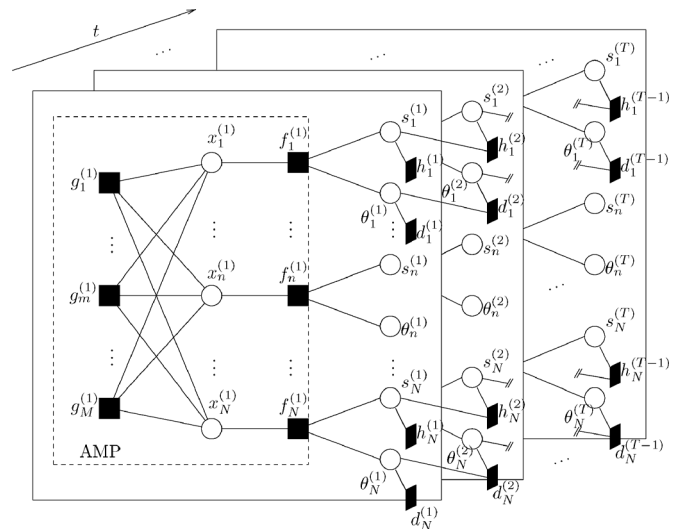 t
...
...
...
s_1^{(T)}
h_1^{(T-1)}
θ_1^{(T)}
d_1^{(T-1)}
s_n^{(T)}
θ_n^{(T)}
...
s_N^{(T)}
h_N^{(T-1)}
θ_N^{(T)}
d_N^{(T-1)}
...
s_1^{(2)}
h_1^{(2)}
θ_1^{(2)}
d_1^{(2)}
s_n^{(2)}
θ_n^{(2)}
s_N^{(2)}
h_N^{(2)}
θ_N^{(2)}
d_N^{(2)}
g_1^{(1)}
⋮
g_m^{(1)}
⋮
g_M^{(1)}
x_1^{(1)}
⋮
x_n^{(1)}
⋮
x_N^{(1)}
f_1^{(1)}
⋮
f_n^{(1)}
⋮
f_N^{(1)}
s_1^{(1)}
h_1^{(1)}
θ_1^{(1)}
d_1^{(1)}
⋮
s_n^{(1)}
θ_n^{(1)}
⋮
s_N^{(1)}
h_N^{(1)}
θ_N^{(1)}
d_N^{(1)}
AMP